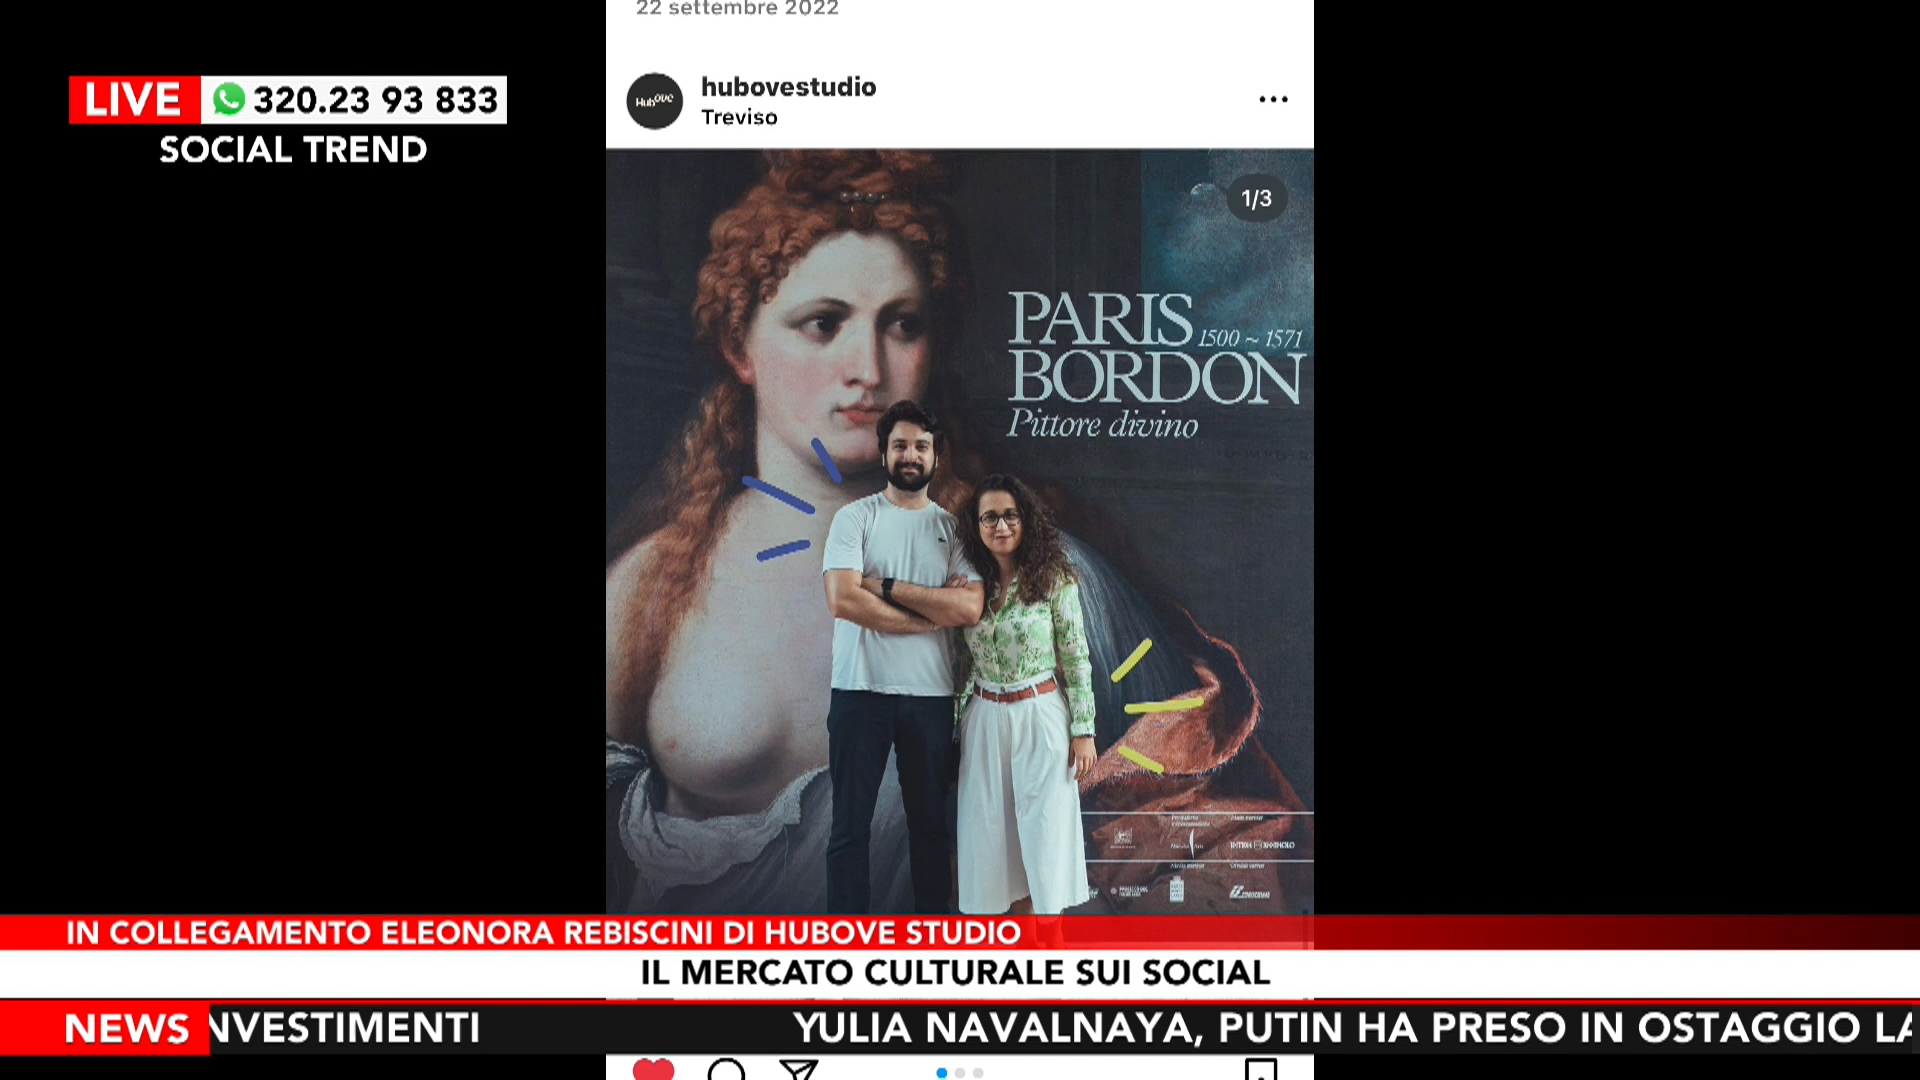 22 settembre 2022
LIVE 320.23 93 833
SOCIAL TREND
HubOVE
hubovestudio
Treviso
1/3
PARIS
1500 ~ 1571
BORDON
Pittore divino
IN COLLEGAMENTO ELEONORA REBISCINI DI HUBOVE STUDIO
IL MERCATO CULTURALE SUI SOCIAL
NEWS NVESTIMENTI YULIA NAVALNAYA, PUTIN HA PRESO IN OSTAGGIO LA